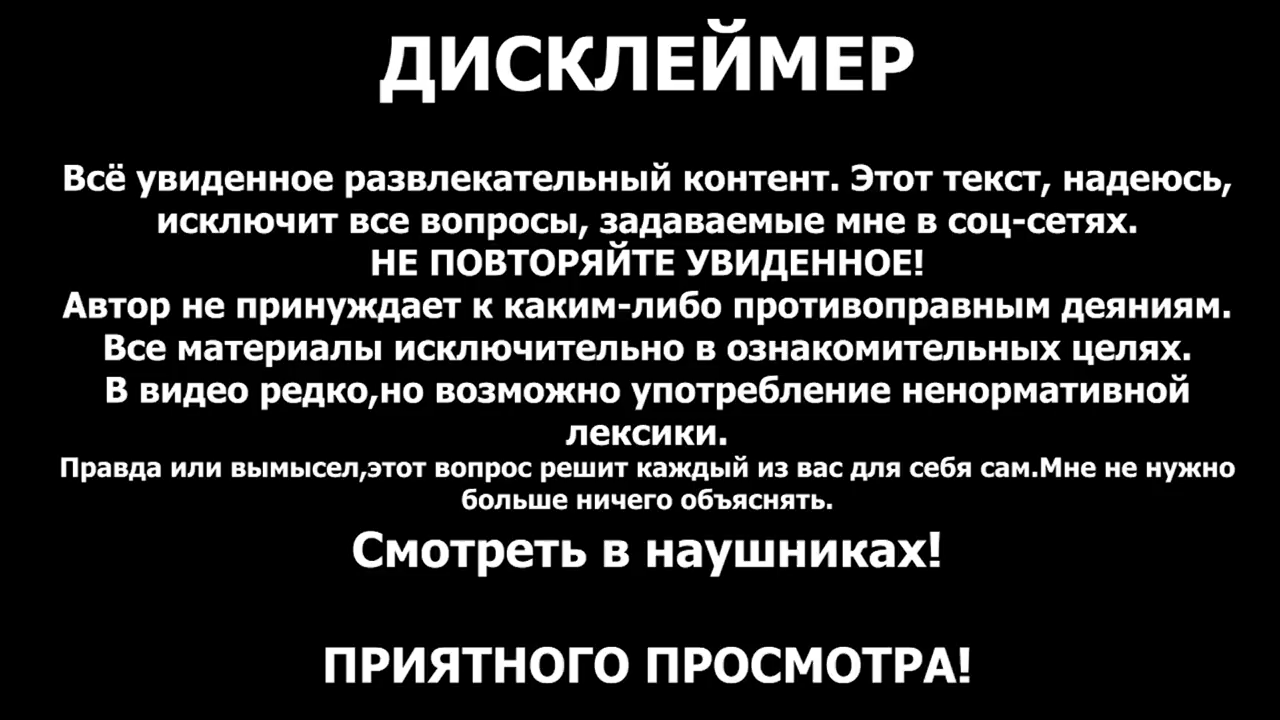 ДИСКЛЕЙМЕР
Всё увиденное развлекательный контент. Этот текст, надеюсь,
исключит все вопросы, задаваемые мне в соц-сетях.
НЕ ПОВТОРЯЙТЕ УВИДЕННОЕ!
Автор не принуждает к каким-либо противоправным деяниям.
Все материалы исключительно в ознакомительных целях.
В видео редко,но возможно употребление ненормативной
лексики.
Правда или вымысел,этот вопрос решит каждый из вас для себя сам.Мне не нужно
больше ничего объяснять.
Смотреть в наушниках!
ПРИЯТНОГО ПРОСМОТРА!